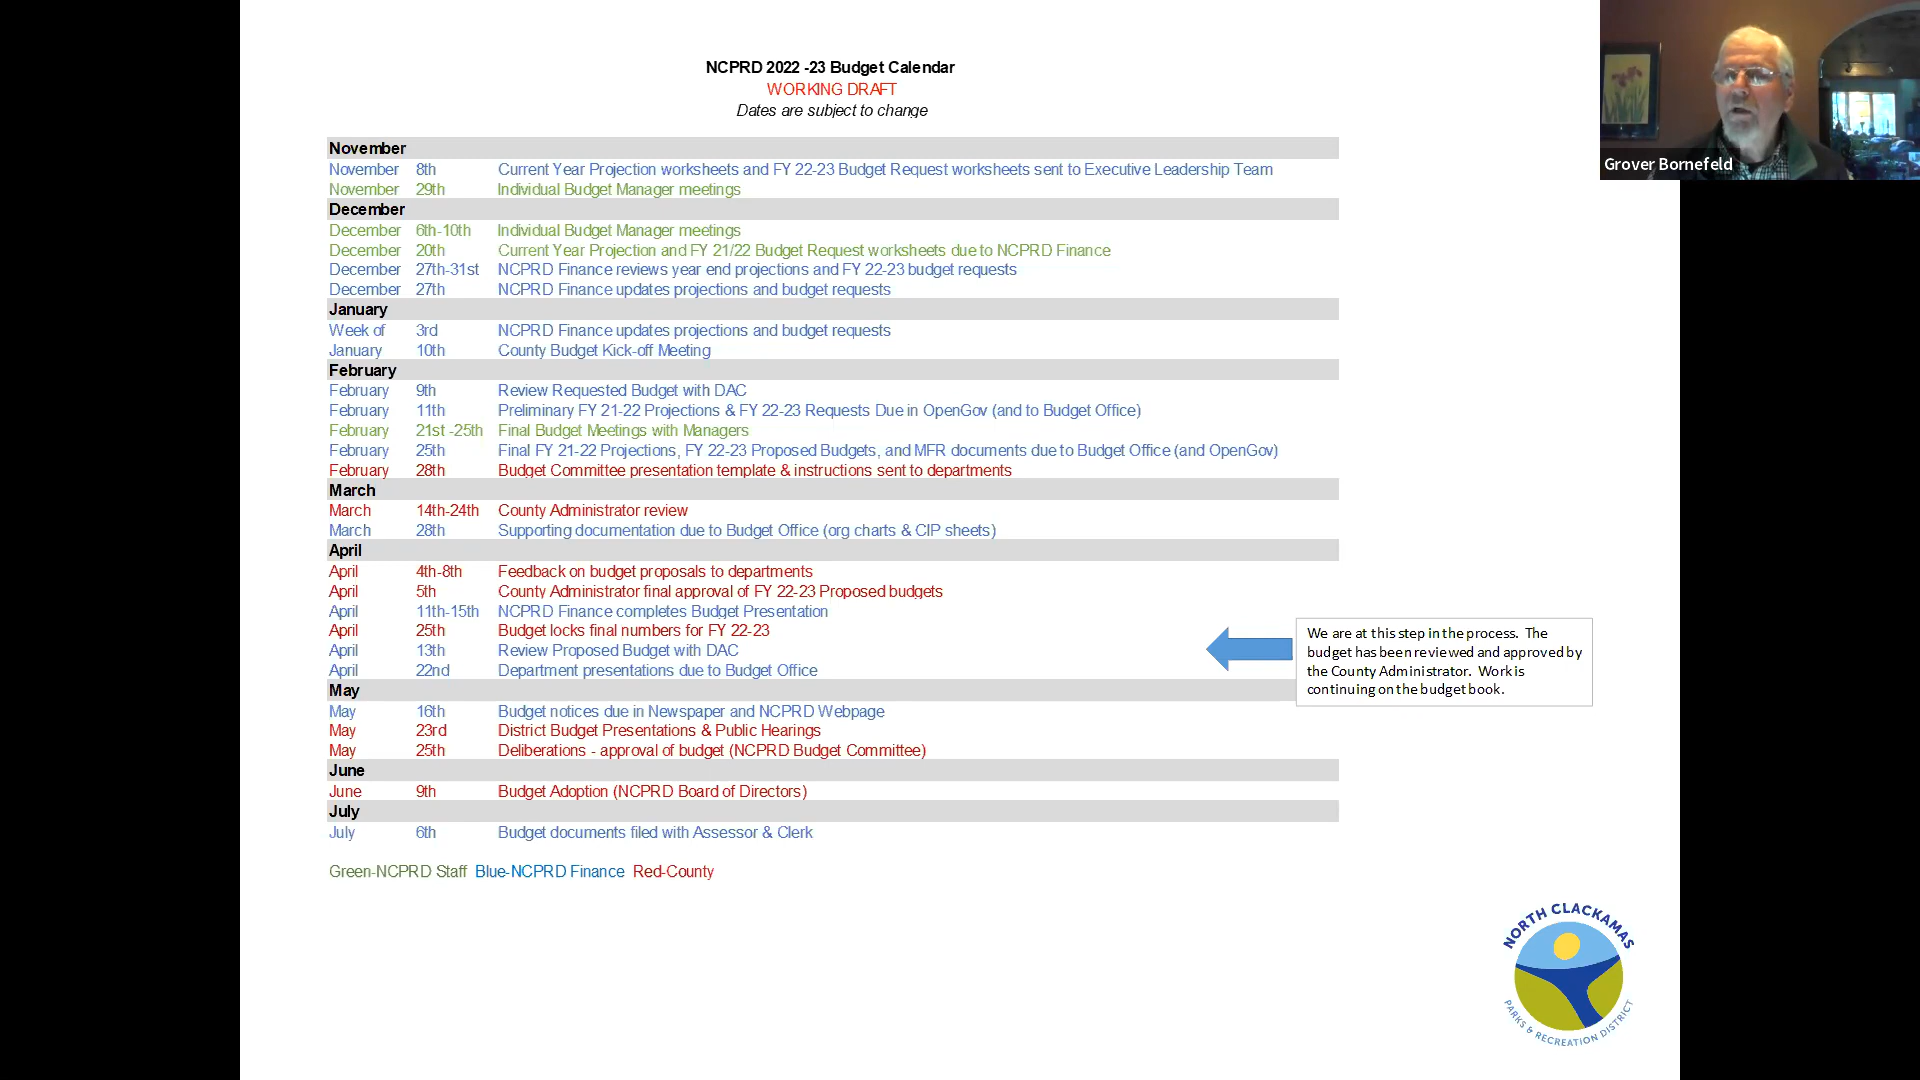 NCPRD 2022 -23 Budget Calendar
WORKING DRAFT
Dates are subject to change
Grover Bornefeld
November
November 8th Current Year Projection worksheets and FY 22-23 Budget Request worksheets sent to Executive Leadership Team
November 29th Individual Budget Manager meetings
December
December 6th-10th Individual Budget Manager meetings
December 20th Current Year Projection and FY 21/22 Budget Request worksheets due to NCPRD Finance
December 27th-31st NCPRD Finance reviews year end projections and FY 22-23 budget requests
December 27th NCPRD Finance updates projections and budget requests
January
Week of 3rd NCPRD Finance updates projections and budget requests
January 10th County Budget Kick-off Meeting
February
February 9th Review Requested Budget with DAC
February 11th Preliminary FY 21-22 Projections & FY 22-23 Requests Due in OpenGov (and to Budget Office)
February 21st -25th Final Budget Meetings with Managers
February 25th Final FY 21-22 Projections, FY 22-23 Proposed Budgets, and MFR documents due to Budget Office (and OpenGov)
February 28th Budget Committee presentation template & instructions sent to departments
March
March 14th-24th County Administrator review
March 28th Supporting documentation due to Budget Office (org charts & CIP sheets)
April
April 4th-8th Feedback on budget proposals to departments
April 5th County Administrator final approval of FY 22-23 Proposed budgets
April 11th-15th NCPRD Finance completes Budget Presentation
April 25th Budget locks final numbers for FY 22-23
April 13th Review Proposed Budget with DAC
April 22nd Department presentations due to Budget Office
We are at this step in the process. The
budget has been reviewed and approved by
the County Administrator. Work is
continuing on the budget book.
May
May 16th Budget notices due in Newspaper and NCPRD Webpage
May 23rd District Budget Presentations & Public Hearings
May 25th Deliberations - approval of budget (NCPRD Budget Committee)
June
June 9th Budget Adoption (NCPRD Board of Directors)
July
July 6th Budget documents filed with Assessor & Clerk
Green-NCPRD Staff Blue-NCPRD Finance Red-County
NORTH CLACKAMAS
PARKS & RECREATION DISTRICT